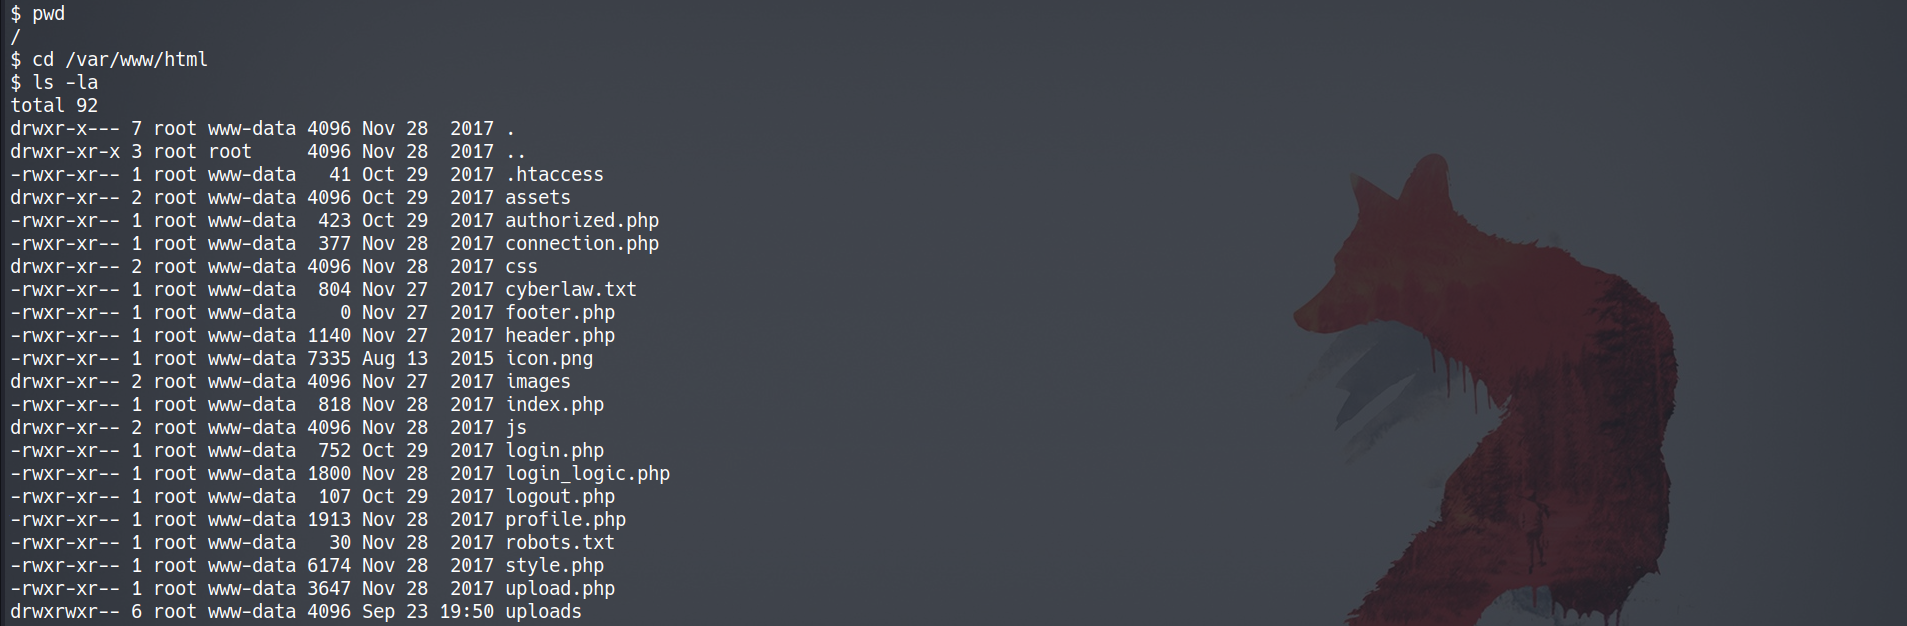 $ pwd
/
$ cd /var/www/html
$ ls -la
total 92
drwxr-x--- 7 root www-data 4096 Nov 28  2017 .
drwxr-xr-x 3 root root     4096 Nov 28  2017 ..
-rwxr-xr-- 1 root www-data   41 Oct 29  2017 .htaccess
drwxr-xr-- 2 root www-data 4096 Oct 29  2017 assets
-rwxr-xr-- 1 root www-data  423 Oct 29  2017 authorized.php
-rwxr-xr-- 1 root www-data  377 Nov 28  2017 connection.php
drwxr-xr-- 2 root www-data 4096 Nov 28  2017 css
-rwxr-xr-- 1 root www-data  804 Nov 27  2017 cyberlaw.txt
-rwxr-xr-- 1 root www-data    0 Nov 27  2017 footer.php
-rwxr-xr-- 1 root www-data 1140 Nov 27  2017 header.php
-rwxr-xr-- 1 root www-data 7335 Aug 13  2015 icon.png
drwxr-xr-- 2 root www-data 4096 Nov 27  2017 images
-rwxr-xr-- 1 root www-data  818 Nov 28  2017 index.php
drwxr-xr-- 2 root www-data 4096 Nov 28  2017 js
-rwxr-xr-- 1 root www-data  752 Oct 29  2017 login.php
-rwxr-xr-- 1 root www-data 1800 Nov 28  2017 login_logic.php
-rwxr-xr-- 1 root www-data  107 Oct 29  2017 logout.php
-rwxr-xr-- 1 root www-data 1913 Nov 28  2017 profile.php
-rwxr-xr-- 1 root www-data   30 Nov 28  2017 robots.txt
-rwxr-xr-- 1 root www-data 6174 Nov 28  2017 style.php
-rwxr-xr-- 1 root www-data 3647 Nov 28  2017 upload.php
drwxrwxr-- 6 root www-data 4096 Sep 23 19:50 uploads